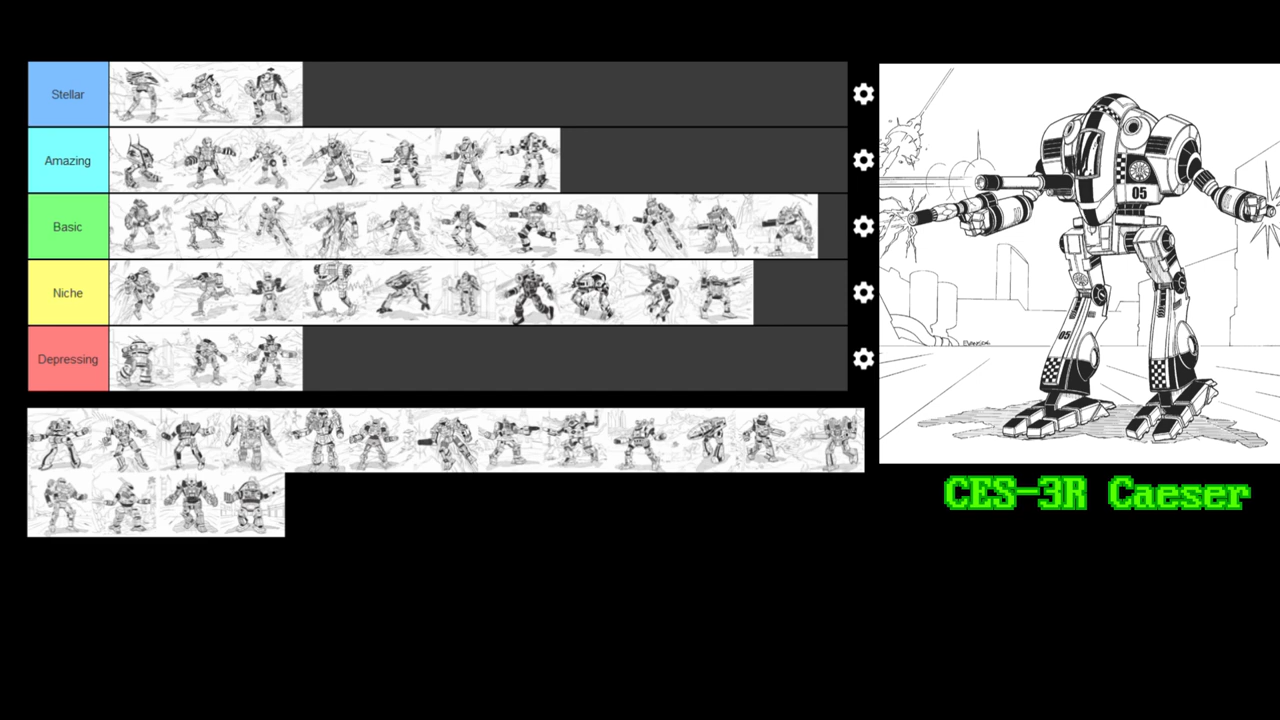 Stellar
Amazing
Basic
Niche
Depressing
05
05
CES-3R Caeser